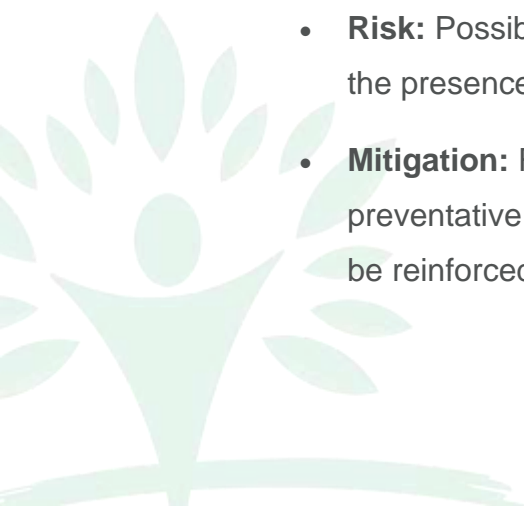 • Risk: Possib
the presence
• Mitigation:
preventative
be reinforced